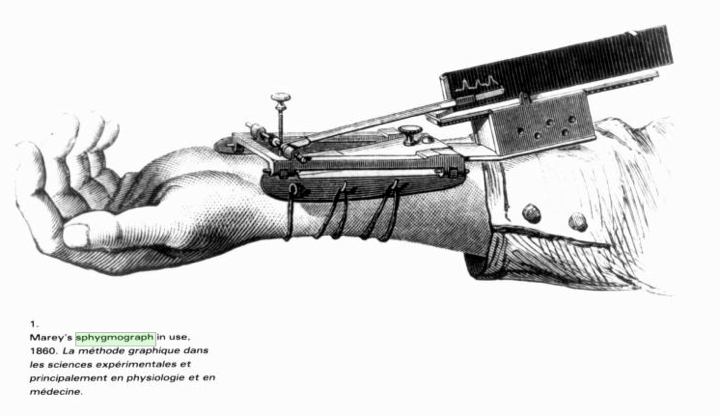 1.
Marey's sphygmograph in use,
1860. La méthode graphique dans
les sciences expérimentales et
principalement en physiologie et en
médecine.